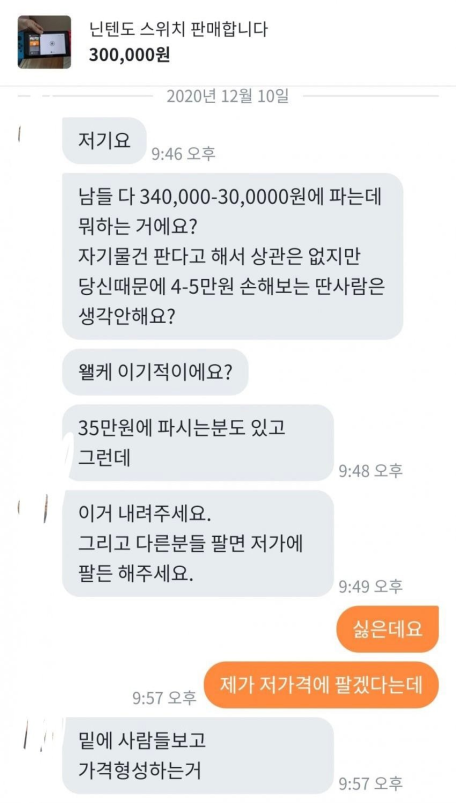 닌텐도 스위치 판매합니다
300,000원
2020년 12월 10일
저기요
9:46 오후
남들 다 340,000-30,0000원에 파는데
뭐하는 거에요?
자기물건 판다고 해서 상관은 없지만
당신때문에 4-5만원 손해보는 딴사람은
생각안해요?
왤케 이기적이에요?
35만원에 파시는분도 있고
그런데
9:48 오후
이거 내려주세요.
그리고 다른분들 팔면 저가에
팔든 해주세요.
9:49 오후
싫은데요
제가 저가격에 팔겠다는데
9:57 오후
밑에 사람들보고
가격형성하는거
9:57 오후